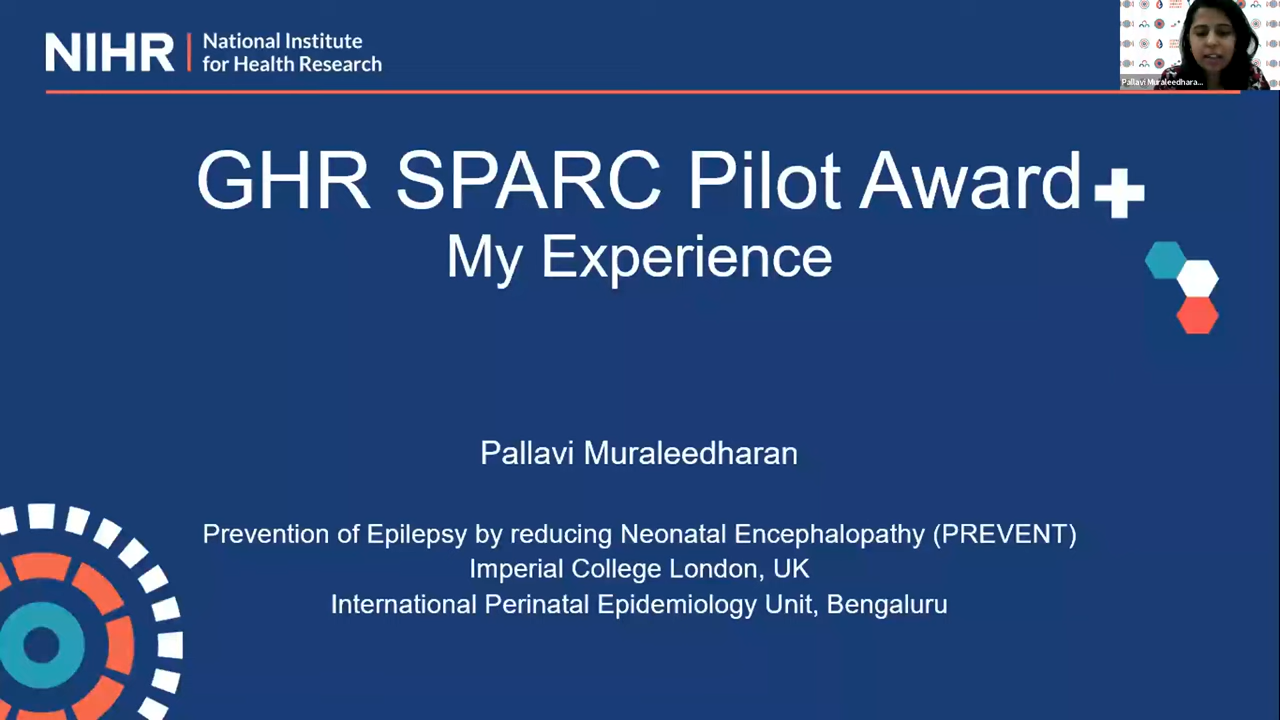 NIHR | National Institute
for Health Research
Pallavi Muraleedhara...
GHR SPARC Pilot Award
My Experience
Pallavi Muraleedharan
Prevention of Epilepsy by reducing Neonatal Encephalopathy (PREVENT)
Imperial College London, UK
International Perinatal Epidemiology Unit, Bengaluru